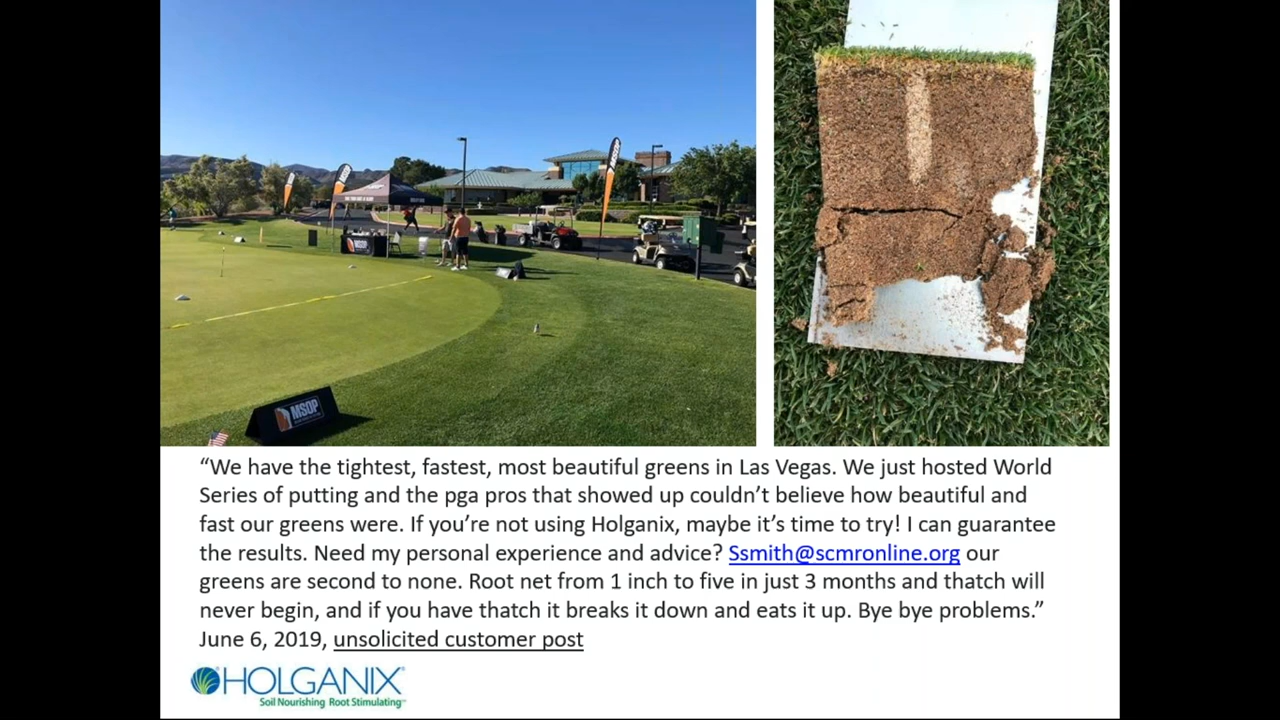 MSOP
MSOP
“We have the tightest, fastest, most beautiful greens in Las Vegas. We just hosted World
Series of putting and the pga pros that showed up couldn’t believe how beautiful and
fast our greens were. If you’re not using Holganix, maybe it’s time to try! I can guarantee
the results. Need my personal experience and advice? Ssmith@scmronline.org our
greens are second to none. Root net from 1 inch to five in just 3 months and thatch will
never begin, and if you have thatch it breaks it down and eats it up. Bye bye problems.”
June 6, 2019, unsolicited customer post
HOLGANIX
Soil Nourishing Root Stimulating